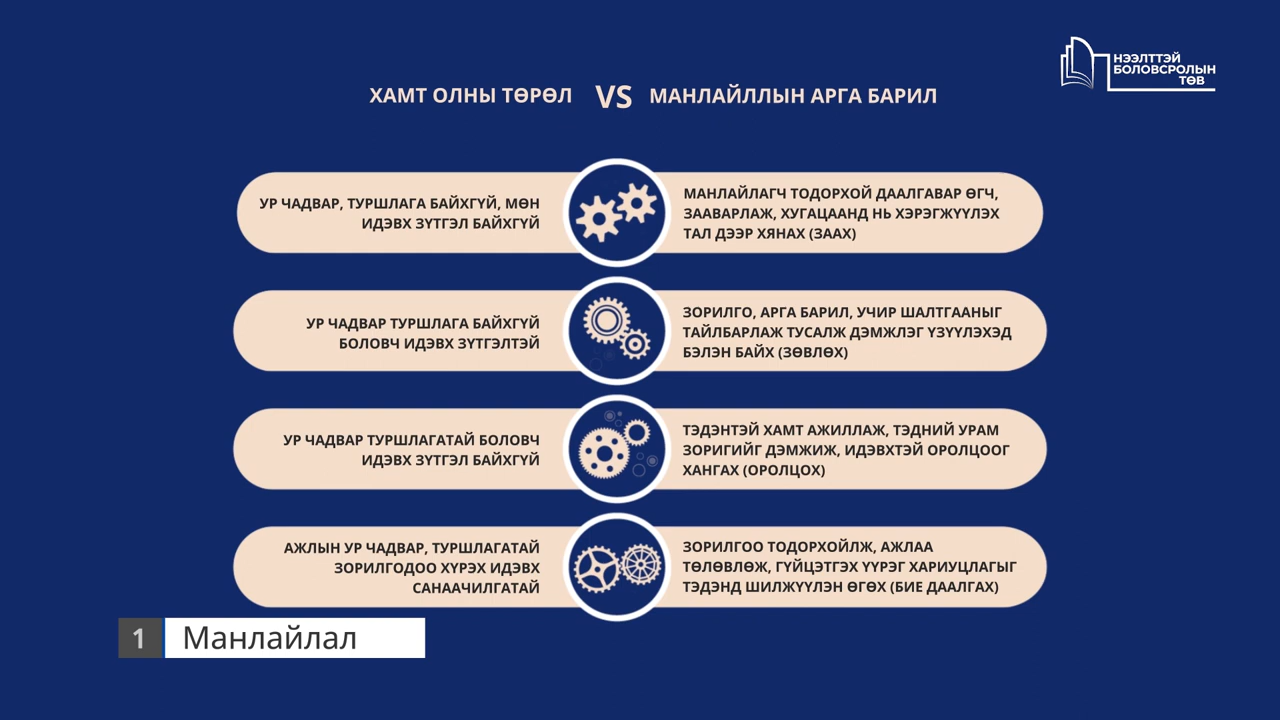 НЭЭЛТТЭЙ
БОЛОВСРОЛЫН
ТӨВ
ХАМТ ОЛНЫ ТӨРӨЛ VS МАНЛАЙЛЛЫН АРГА БАРИЛ
УР ЧАДВАР, ТУРШЛАГА БАЙХГҮЙ, МӨН
ИДЭВХ ЗҮТГЭЛ БАЙХГҮЙ
МАНЛАЙЛАГЧ ТОДОРХОЙ ДААЛГАВАР ӨГЧ,
ЗААВАРЛАЖ, ХУГАЦААНД НЬ ХЭРЭГЖҮҮЛЭХ
ТАЛ ДЭЭР ХЯНАХ (ЗААХ)
УР ЧАДВАР ТУРШЛАГА БАЙХГҮЙ
БОЛОВЧ ИДЭВХ ЗҮТГЭЛТЭЙ
ЗОРИЛГО, АРГА БАРИЛ, УЧИР ШАЛТГААНЫГ
ТАЙЛБАРЛАЖ ТУСАЛЖ ДЭМЖЛЭГ ҮЗҮҮЛЭХЭД
БЭЛЭН БАЙХ (ЗӨВЛӨХ)
УР ЧАДВАР ТУРШЛАГАТАЙ БОЛОВЧ
ИДЭВХ ЗҮТГЭЛ БАЙХГҮЙ
ТЭДЭНТЭЙ ХАМТ АЖИЛЛАЖ, ТЭДНИЙ УРАМ
ЗОРИГИЙГ ДЭМЖИЖ, ИДЭВХТЭЙ ОРОЛЦООГ
ХАНГАХ (ОРОЛЦОХ)
АЖЛЫН УР ЧАДВАР, ТУРШЛАГАТАЙ
ЗОРИЛГОДОО ХҮРЭХ ИДЭВХ
САНААЧИЛГАТАЙ
ЗОРИЛГОО ТОДОРХОЙЛЖ, АЖЛАА
ТӨЛӨВЛӨЖ, ГҮЙЦЭТГЭХ ҮҮРЭГ ХАРИУЦЛАГЫГ
ТЭДЭНД ШИЛЖҮҮЛЭН ӨГӨХ (БИЕ ДААЛГАХ)
1 Манлайлал